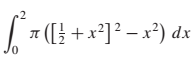 ∫₀² π ([½ + x²]² – x²) dx